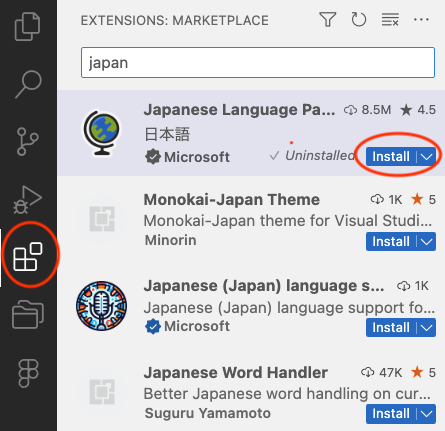 EXTENSIONS: MARKETPLACE
japan
Japanese Language Pa... 8.5M 4.5
日本語
Microsoft Uninstalled Install
Monokai-Japan Theme 1K 5
Monokai-Japan theme for Visual Studi...
Minorin Install
Japanese (Japan) language s... 1K
Japanese (Japan) language support fo...
Microsoft Install
Japanese Word Handler 47K 5
Better Japanese word handling on cur...
Suguru Yamamoto Install